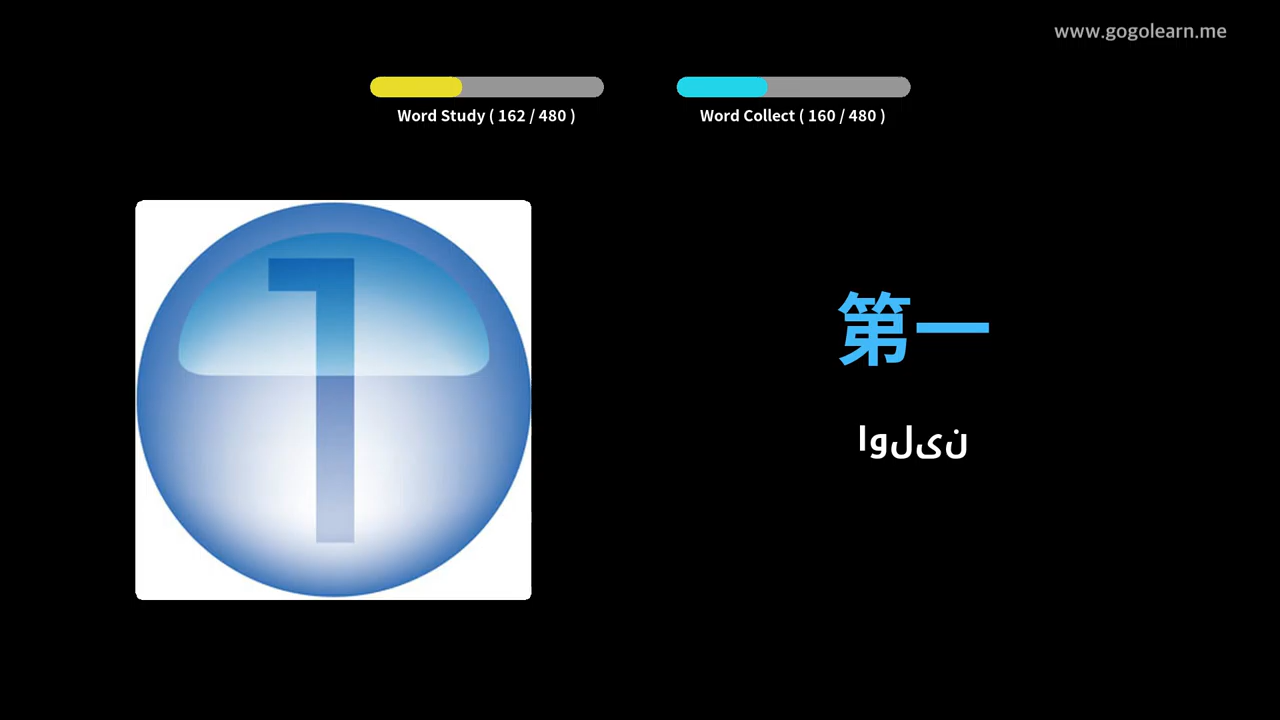 www.gogolearn.me
Word Study ( 162 / 480 )
Word Collect ( 160 / 480 )
1
第一
اولین